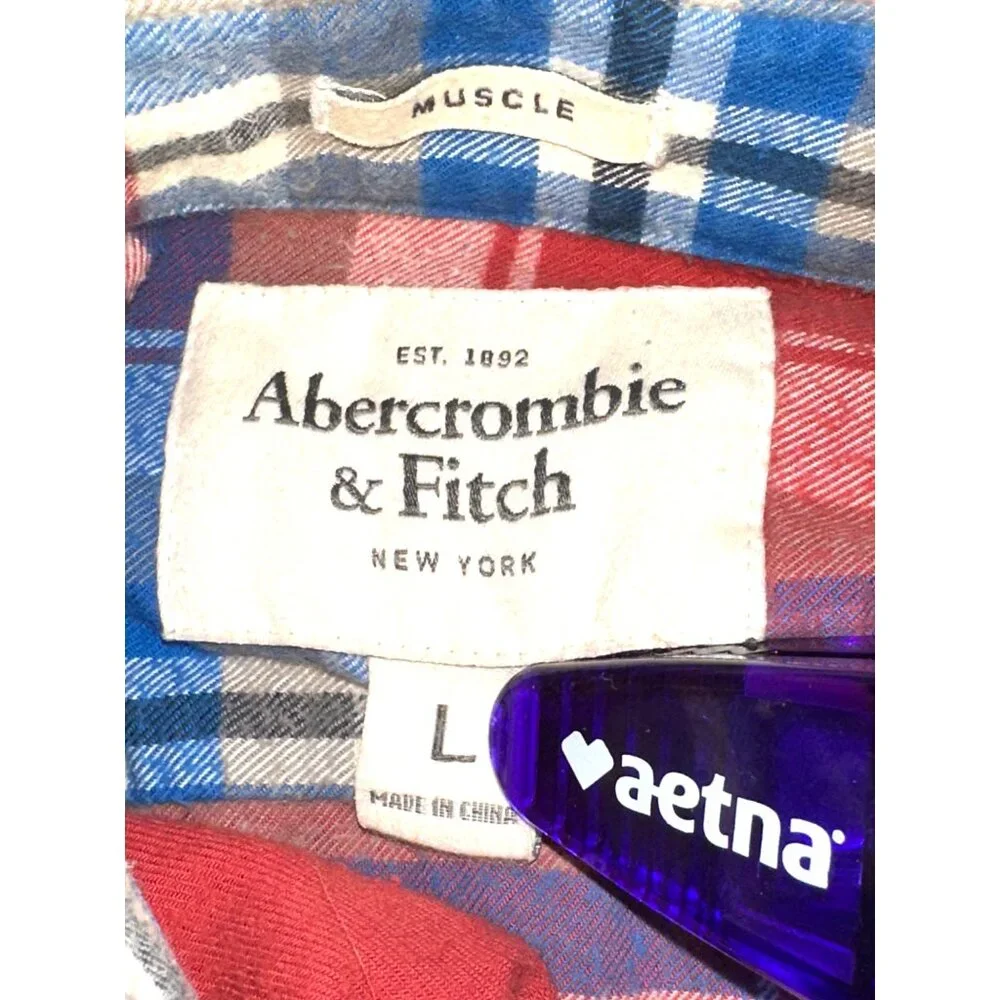 MUSCLE
EST. 1892
Abercrombie
& Fitch
NEW YORK
L
MADE IN CHINA
aetna